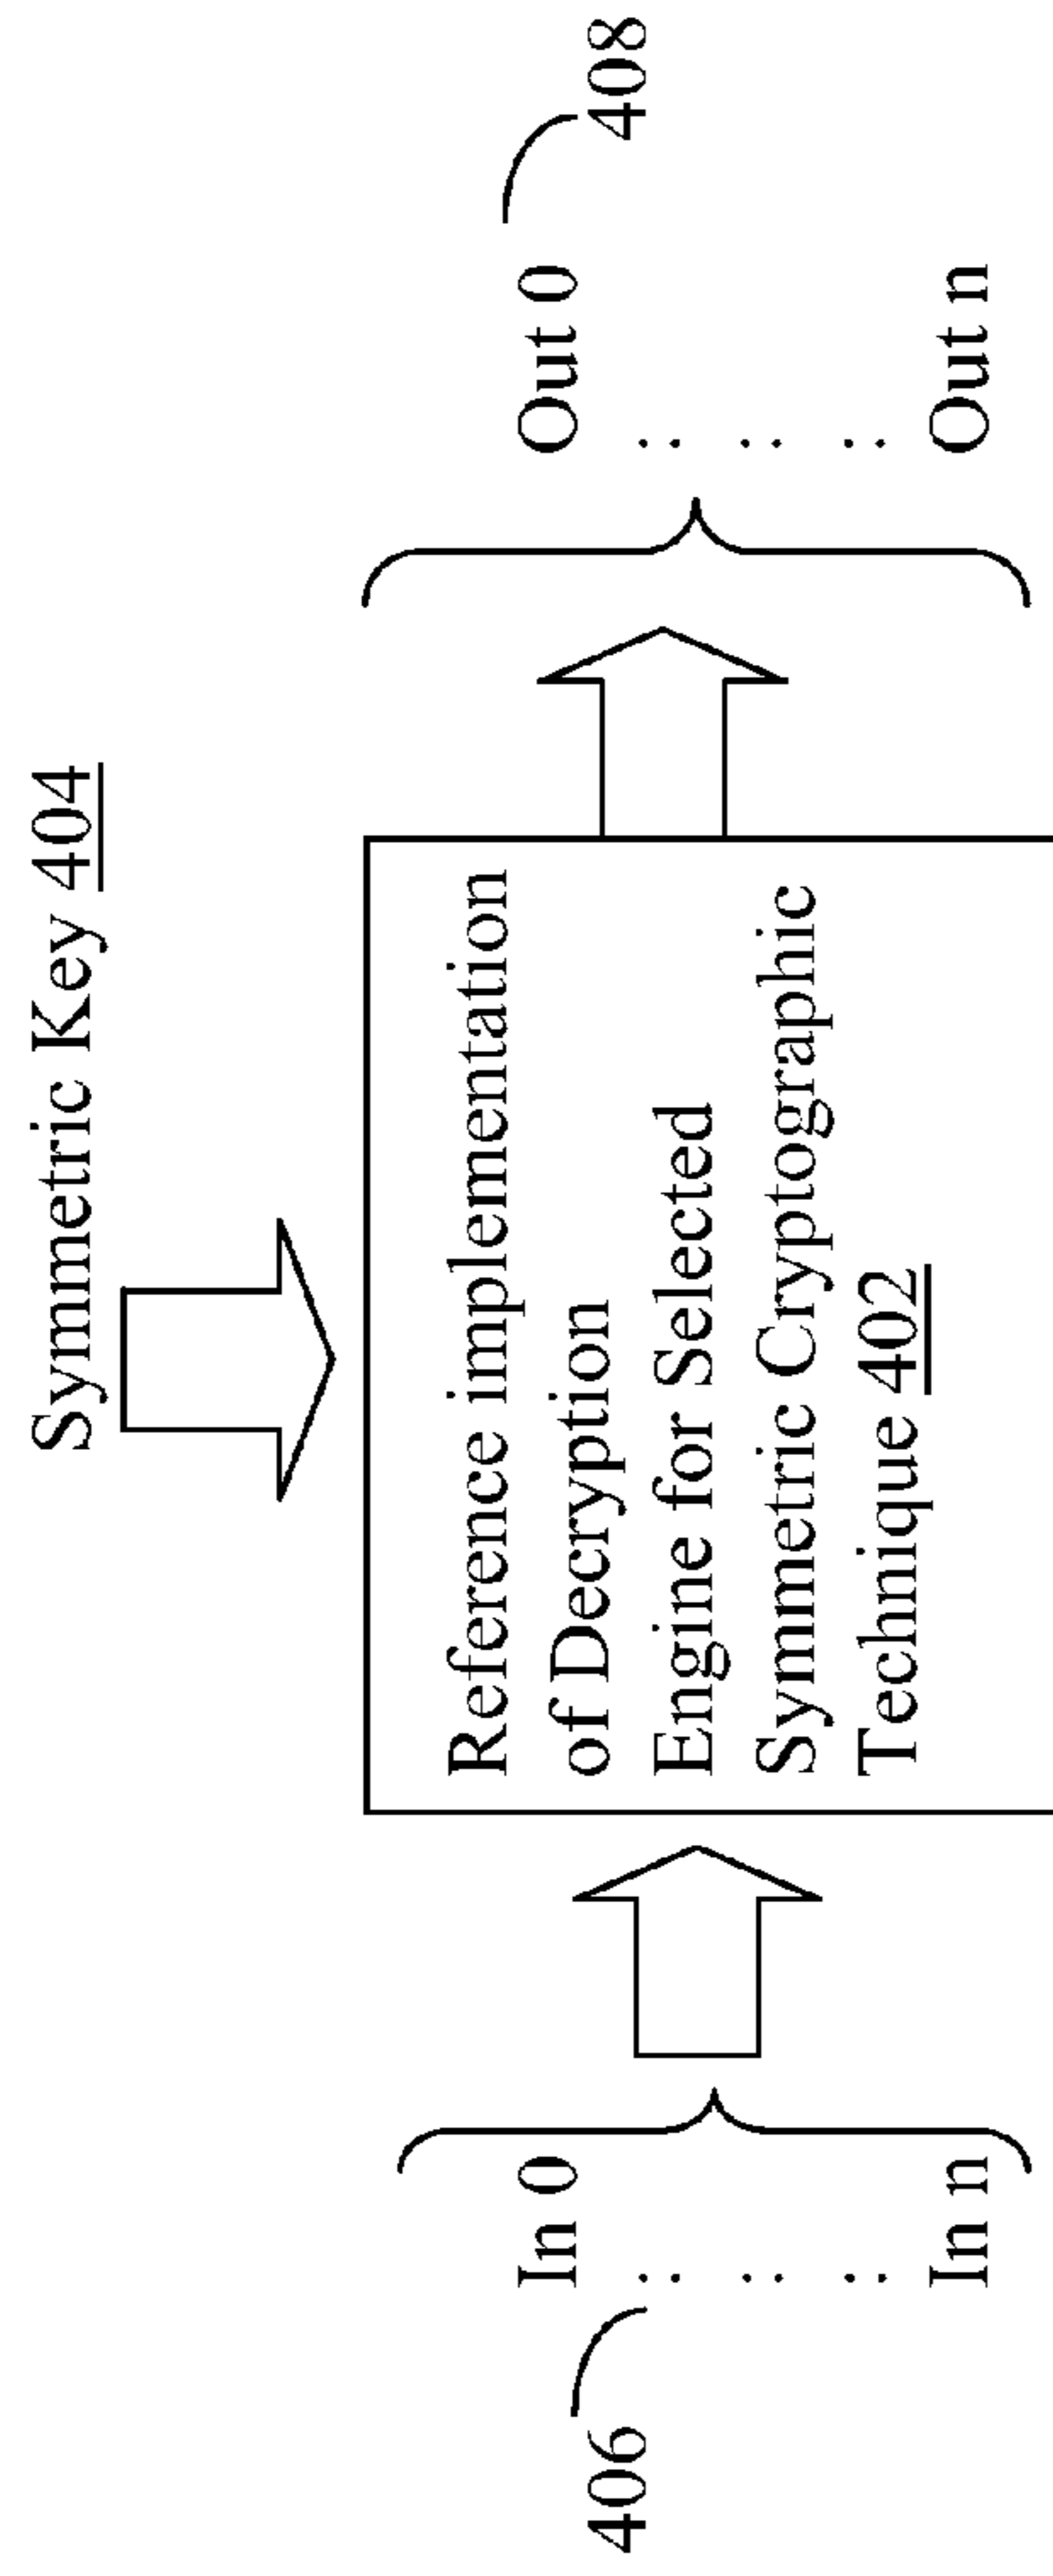 Symmetric Key 404
408
Out 0
:
:
:
Out n
Reference implementation
of Decryption
Engine for Selected
Symmetric Cryptographic
Technique 402
In 0
:
:
:
In n
406